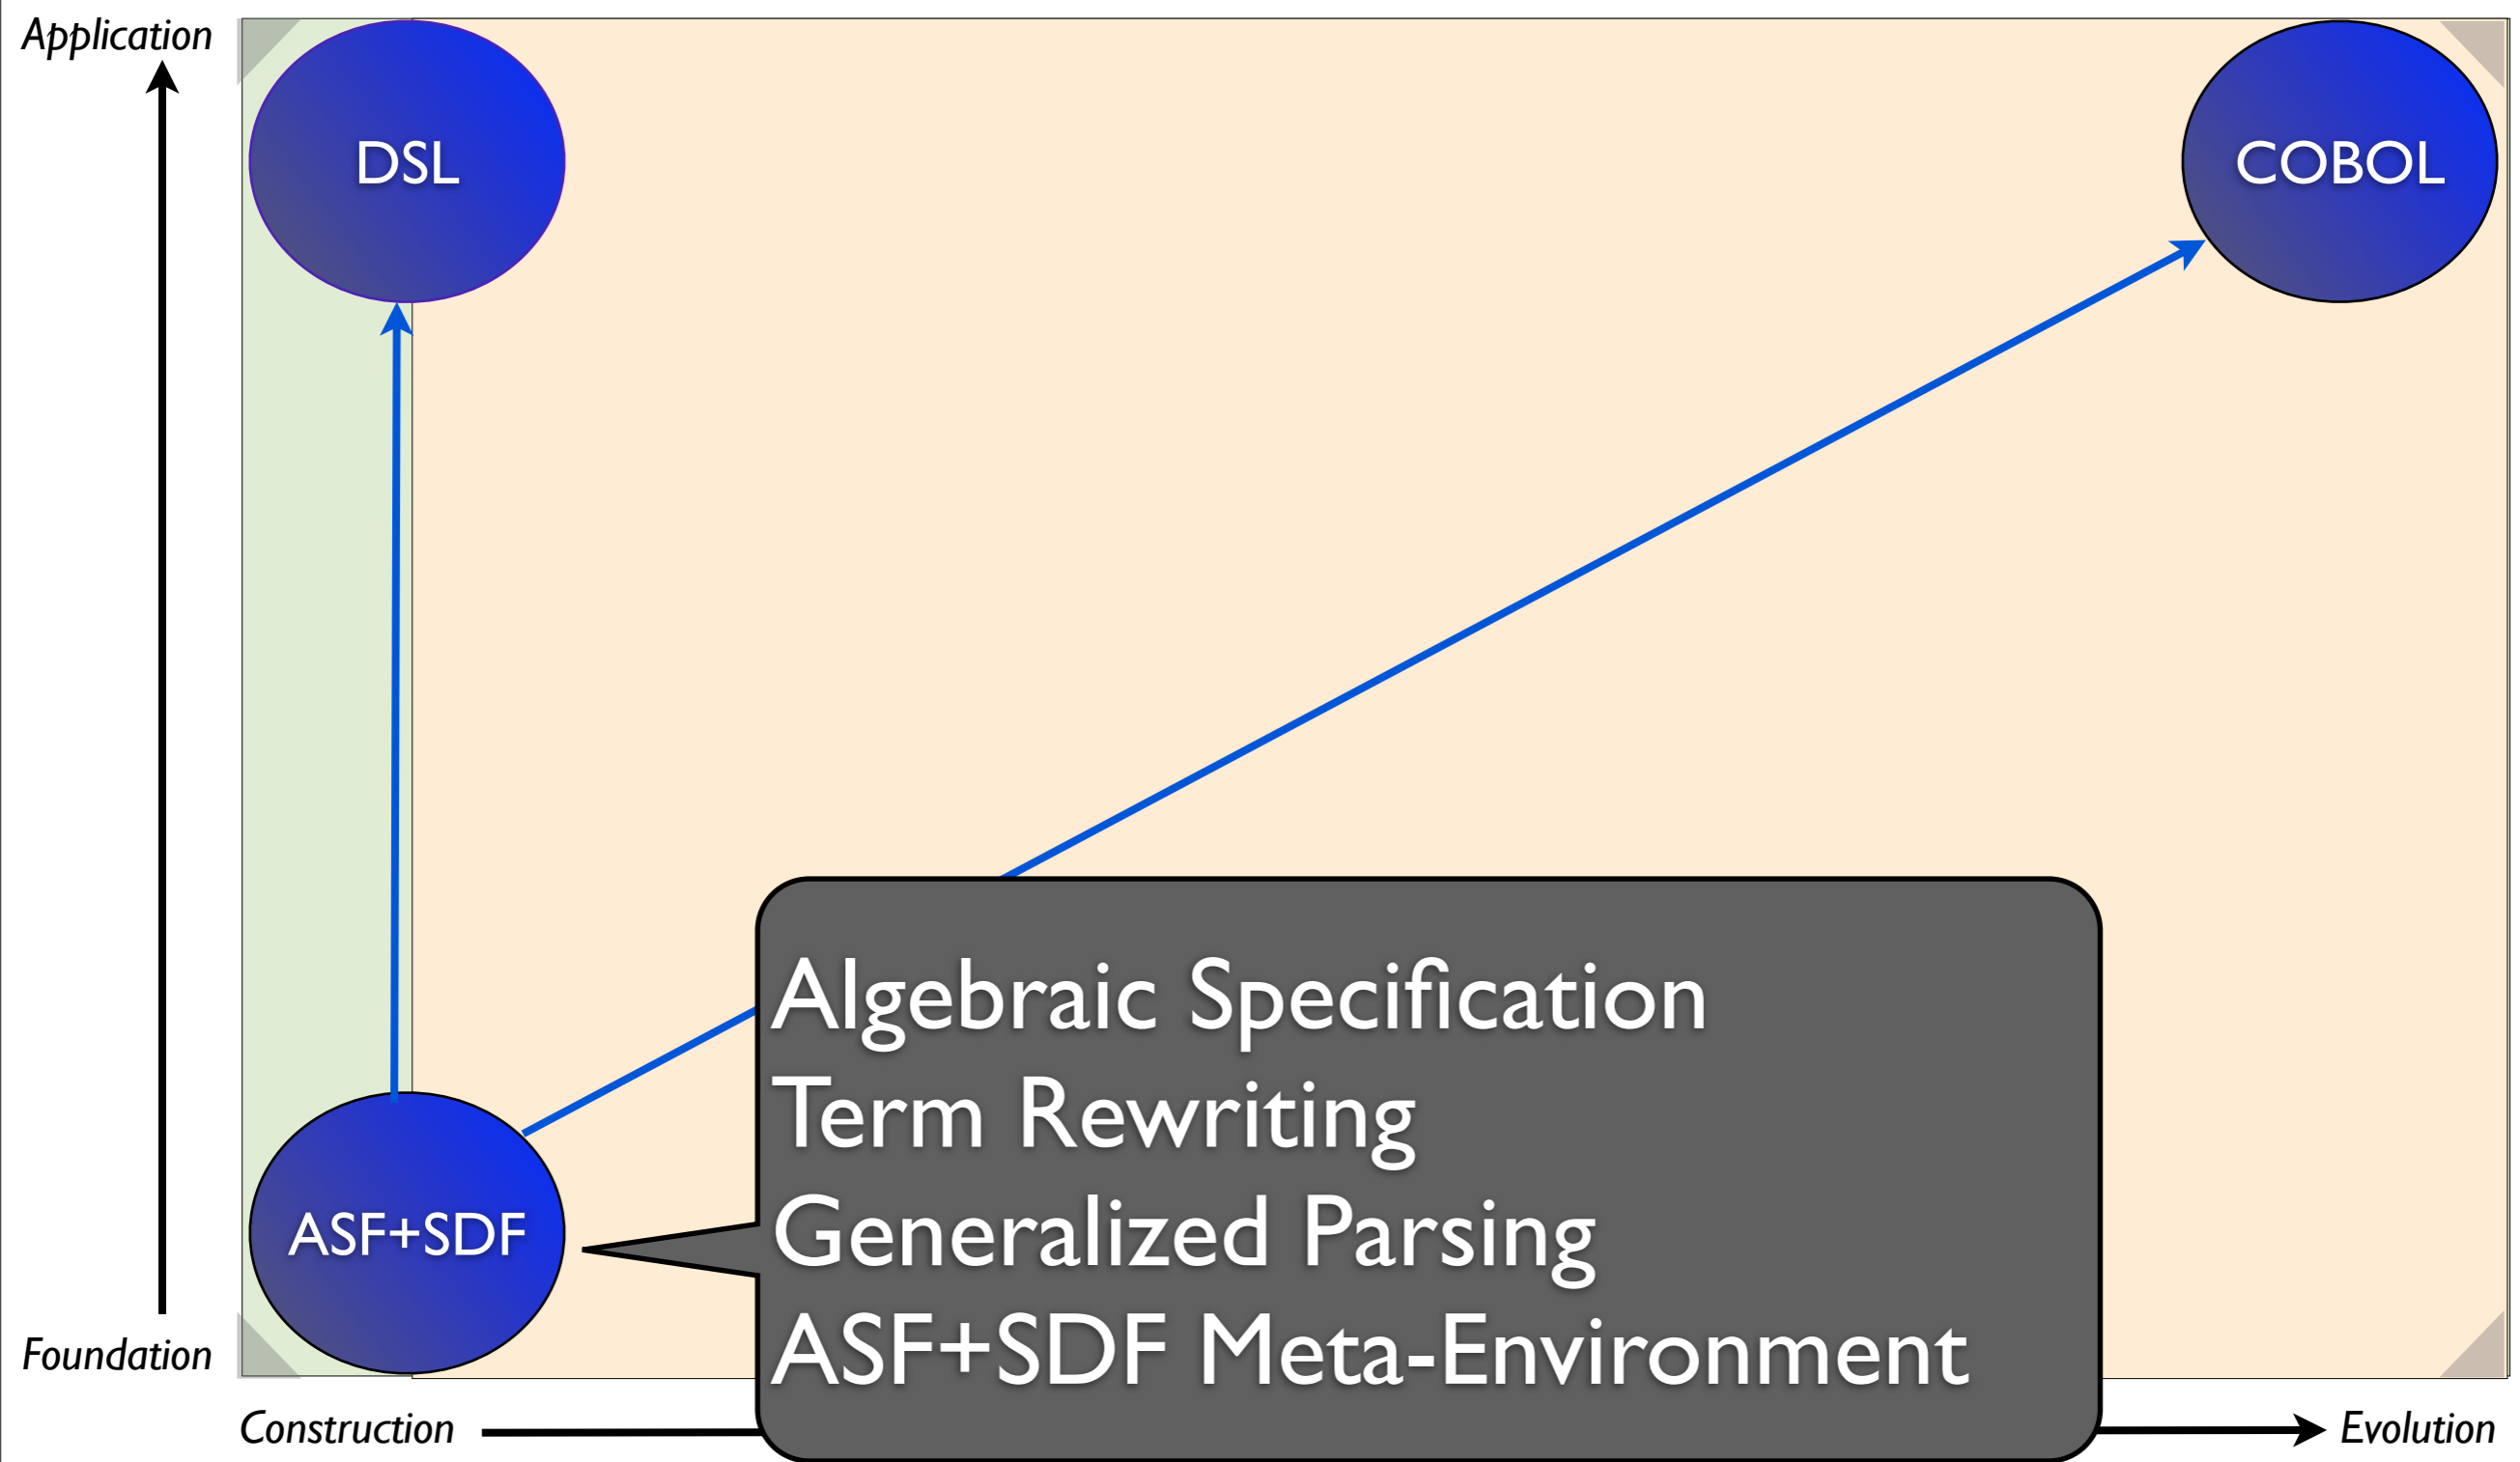 Application
DSL
COBOL
Algebraic Specification
Term Rewriting
Generalized Parsing
ASF+SDF Meta-Environment
ASF+SDF
Foundation
Construction
Evolution